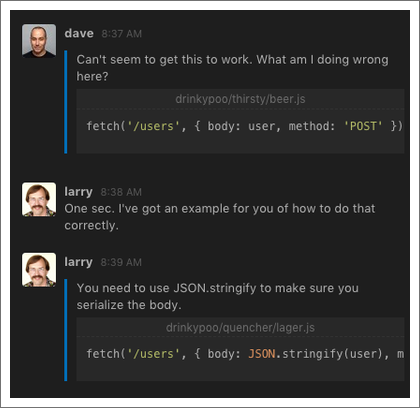 dave 8:37 AM
Can't seem to get this to work. What am I doing wrong
here?
drinkypoo/thirsty/beer.js
fetch('/users', { body: user, method: 'POST' })
larry 8:38 AM
One sec. I've got an example for you of how to do that
correctly.
larry 8:39 AM
You need to use JSON.stringify to make sure you
serialize the body.
drinkypoo/quencher/lager.js
fetch('/users', { body: JSON.stringify(user), m